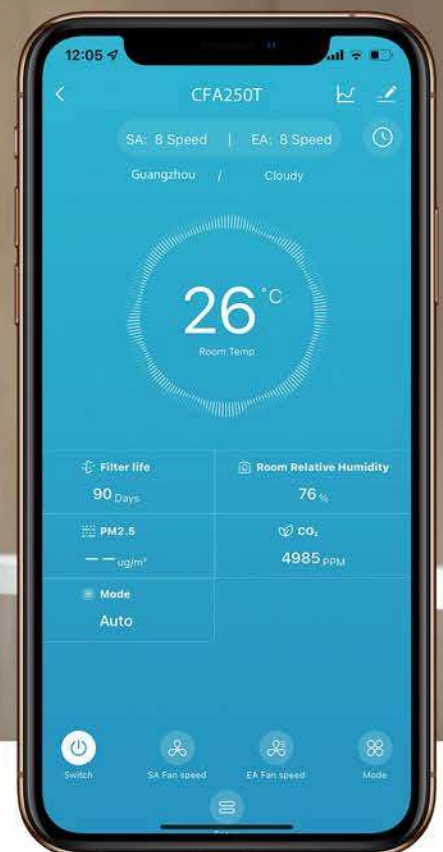 12:05
CFA250T
SA: 8 Speed | EA: 8 Speed
Guangzhou / Cloudy
26 °C
Room Temp
Filter life
Room Relative Humidity
90 Days
76 %
PM2.5
CO₂
-- ug/m³
4985 PPM
Mode
Auto
Switch
SA Fan speed
EA Fan speed
Mode